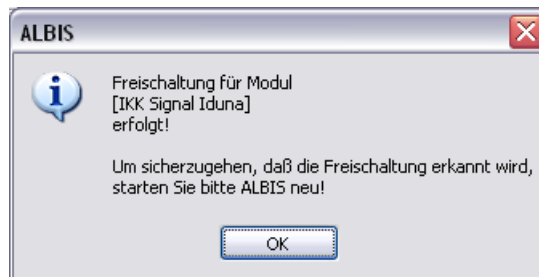 ALBIS
Freischaltung für Modul
[IKK Signal Iduna]
erfolgt!
Um sicherzugehen, daß die Freischaltung erkannt wird,
starten Sie bitte ALBIS neu!
OK